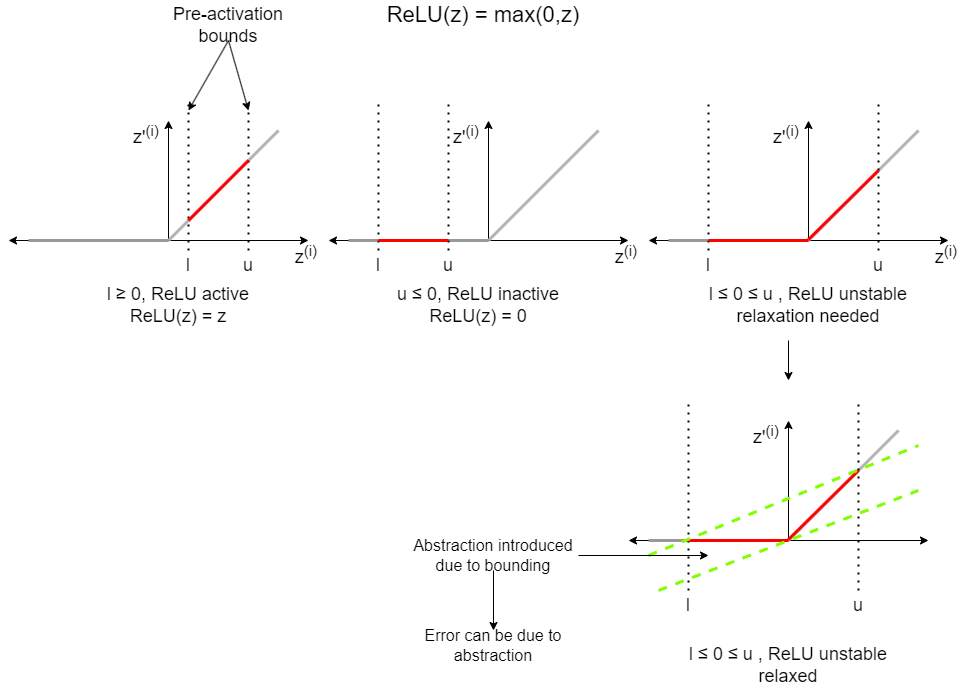 Pre-activation
bounds
ReLU(z) = max(0,z)
z'(i)
z(i)
l
u
l ≥ 0, ReLU active
ReLU(z) = z
z'(i)
z(i)
l
u
u ≤ 0, ReLU inactive
ReLU(z) = 0
z'(i)
z(i)
l
u
l ≤ 0 ≤ u , ReLU unstable
relaxation needed
z'(i)
Abstraction introduced
due to bounding
l
u
Error can be due to
abstraction
l ≤ 0 ≤ u , ReLU unstable
relaxed